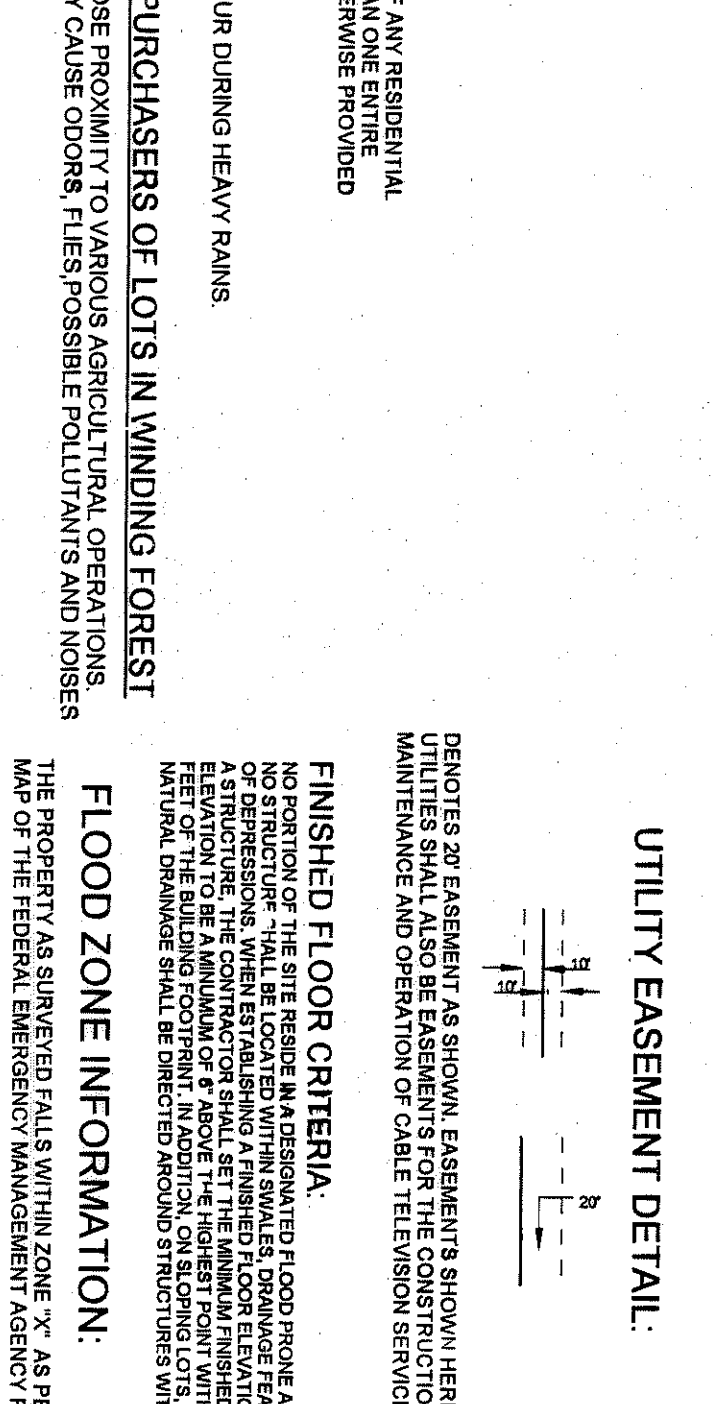 F ANY RESIDENTIAL
AN ONE ENTIRE
ERWISE PROVIDED
UR DURING HEAVY RAINS.
PURCHASERS OF LOTS IN WINDING FOREST
OSE PROXIMITY TO VARIOUS AGRICULTURAL OPERATIONS.
Y CAUSE ODORS, FLIES,POSSIBLE POLLUTANTS AND NOISES
UTILITY EASEMENT DETAIL:
10'
10'
20'
DENOTES 20' EASEMENT AS SHOWN. EASEMENT'S SHOWN HER
UTILITIES SHALL ALSO BE EASEMENTS FOR THE CONSTRUCTIO
MAINTENANCE AND OPERATION OF CABLE TELEVISION SERVIC
FINISHED FLOOR CRITERIA:
NO PORTION OF THE SITE RESIDE IN A DESIGNATED FLOOD PRONE A
NO STRUCTURE SHALL BE LOCATED WITHIN SWALES, DRAINAGE FEA
OF DEPRESSIONS. WHEN ESTABLISHING A FINISHED FLOOR ELEVATIO
A STRUCTURE, THE CONTRACTOR SHALL SET THE MINIMUM FINISHED
ELEVATION TO BE A MINUMUM OF 6" ABOVE THE HIGHEST POINT WITH
FEET OF THE BUILDING FOOTPRINT. IN ADDITION, ON SLOPING LOTS,
NATURAL DRAINAGE SHALL BE DIRECTED AROUND STRUCTURES WIT
FLOOD ZONE INFORMATION:
THE PROPERTY AS SURVEYED FALLS WITHIN ZONE "X" AS PE
MAP OF THE FEDERAL EMERGENCY MANAGEMENT AGENCY F